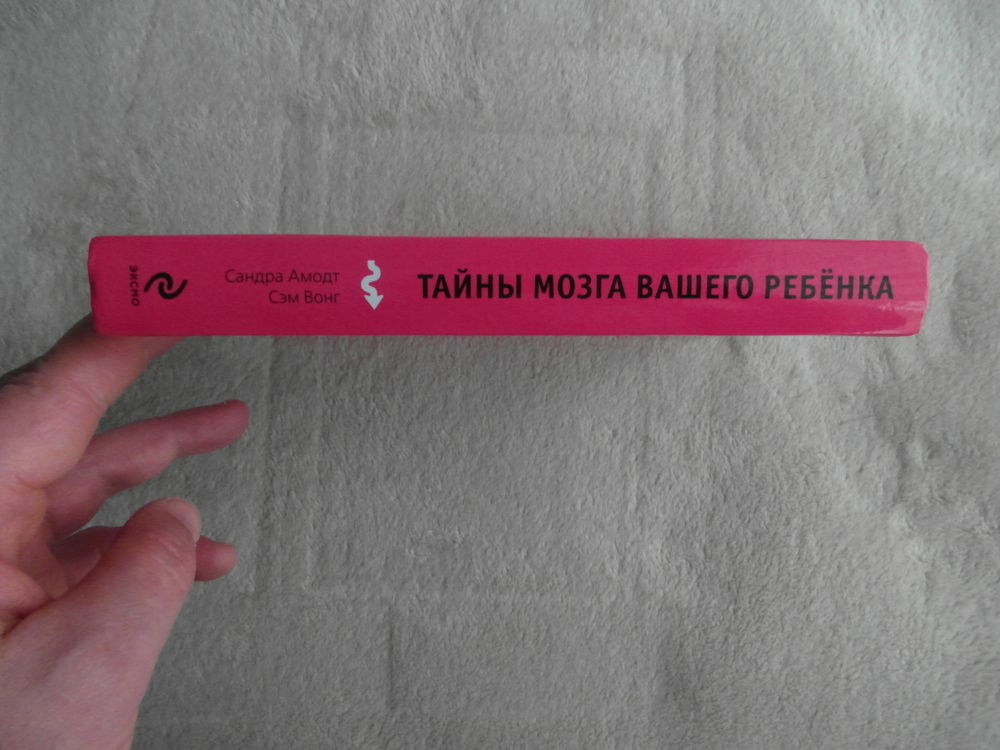 ЭКСМО
Сандра Амодт
Сэм Вонг
ТАЙНЫ МОЗГА ВАШЕГО РЕБЁНКА